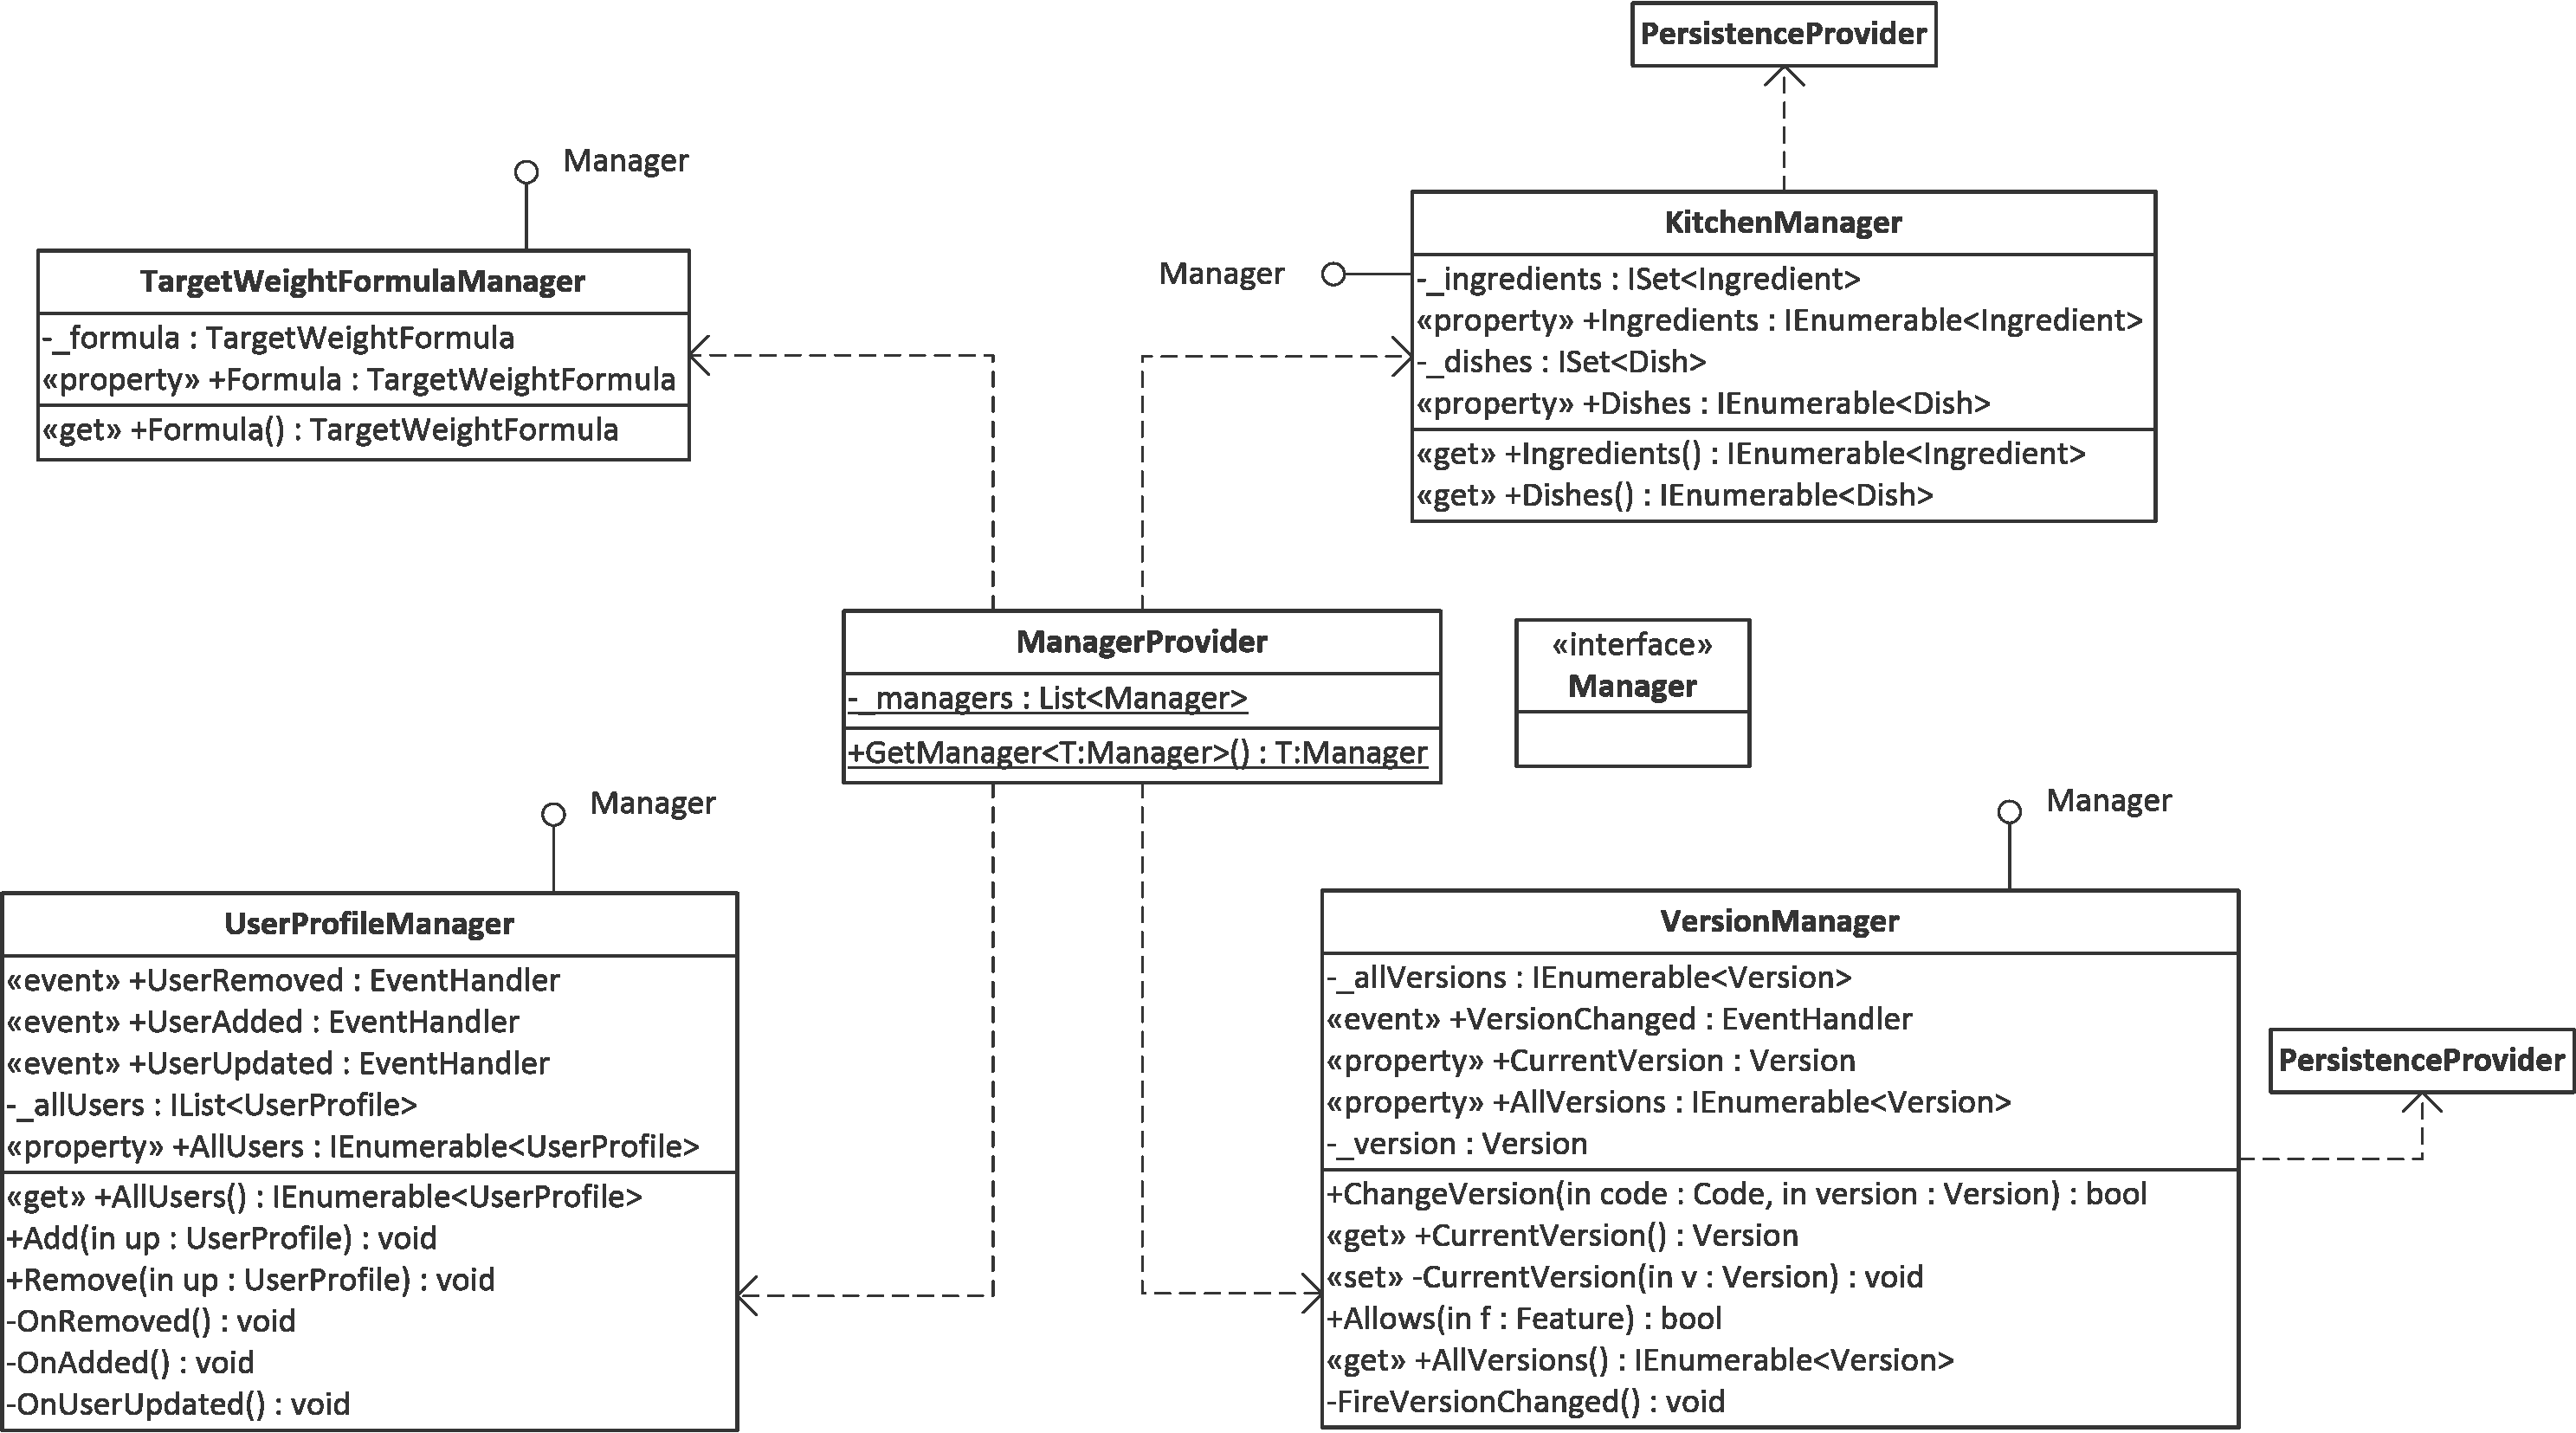 PersistenceProvider
Manager
TargetWeightFormulaManager
-_formula : TargetWeightFormula
«property» +Formula : TargetWeightFormula
«get» +Formula() : TargetWeightFormula
Manager
KitchenManager
-_ingredients : ISet<Ingredient>
«property» +Ingredients : IEnumerable<Ingredient>
-_dishes : ISet<Dish>
«property» +Dishes : IEnumerable<Dish>
«get» +Ingredients() : IEnumerable<Ingredient>
«get» +Dishes() : IEnumerable<Dish>
ManagerProvider
-_managers : List<Manager>
+GetManager<T:Manager>() : T:Manager
«interface»
Manager
Manager
UserProfileManager
«event» +UserRemoved : EventHandler
«event» +UserAdded : EventHandler
«event» +UserUpdated : EventHandler
-_allUsers : IList<UserProfile>
«property» +AllUsers : IEnumerable<UserProfile>
«get» +AllUsers() : IEnumerable<UserProfile>
+Add(in up : UserProfile) : void
+Remove(in up : UserProfile) : void
-OnRemoved() : void
-OnAdded() : void
-OnUserUpdated() : void
Manager
VersionManager
-_allVersions : IEnumerable<Version>
«event» +VersionChanged : EventHandler
«property» +CurrentVersion : Version
«property» +AllVersions : IEnumerable<Version>
-_version : Version
+ChangeVersion(in code : Code, in version : Version) : bool
«get» +CurrentVersion() : Version
«set» -CurrentVersion(in v : Version) : void
+Allows(in f : Feature) : bool
«get» +AllVersions() : IEnumerable<Version>
-FireVersionChanged() : void
PersistenceProvider